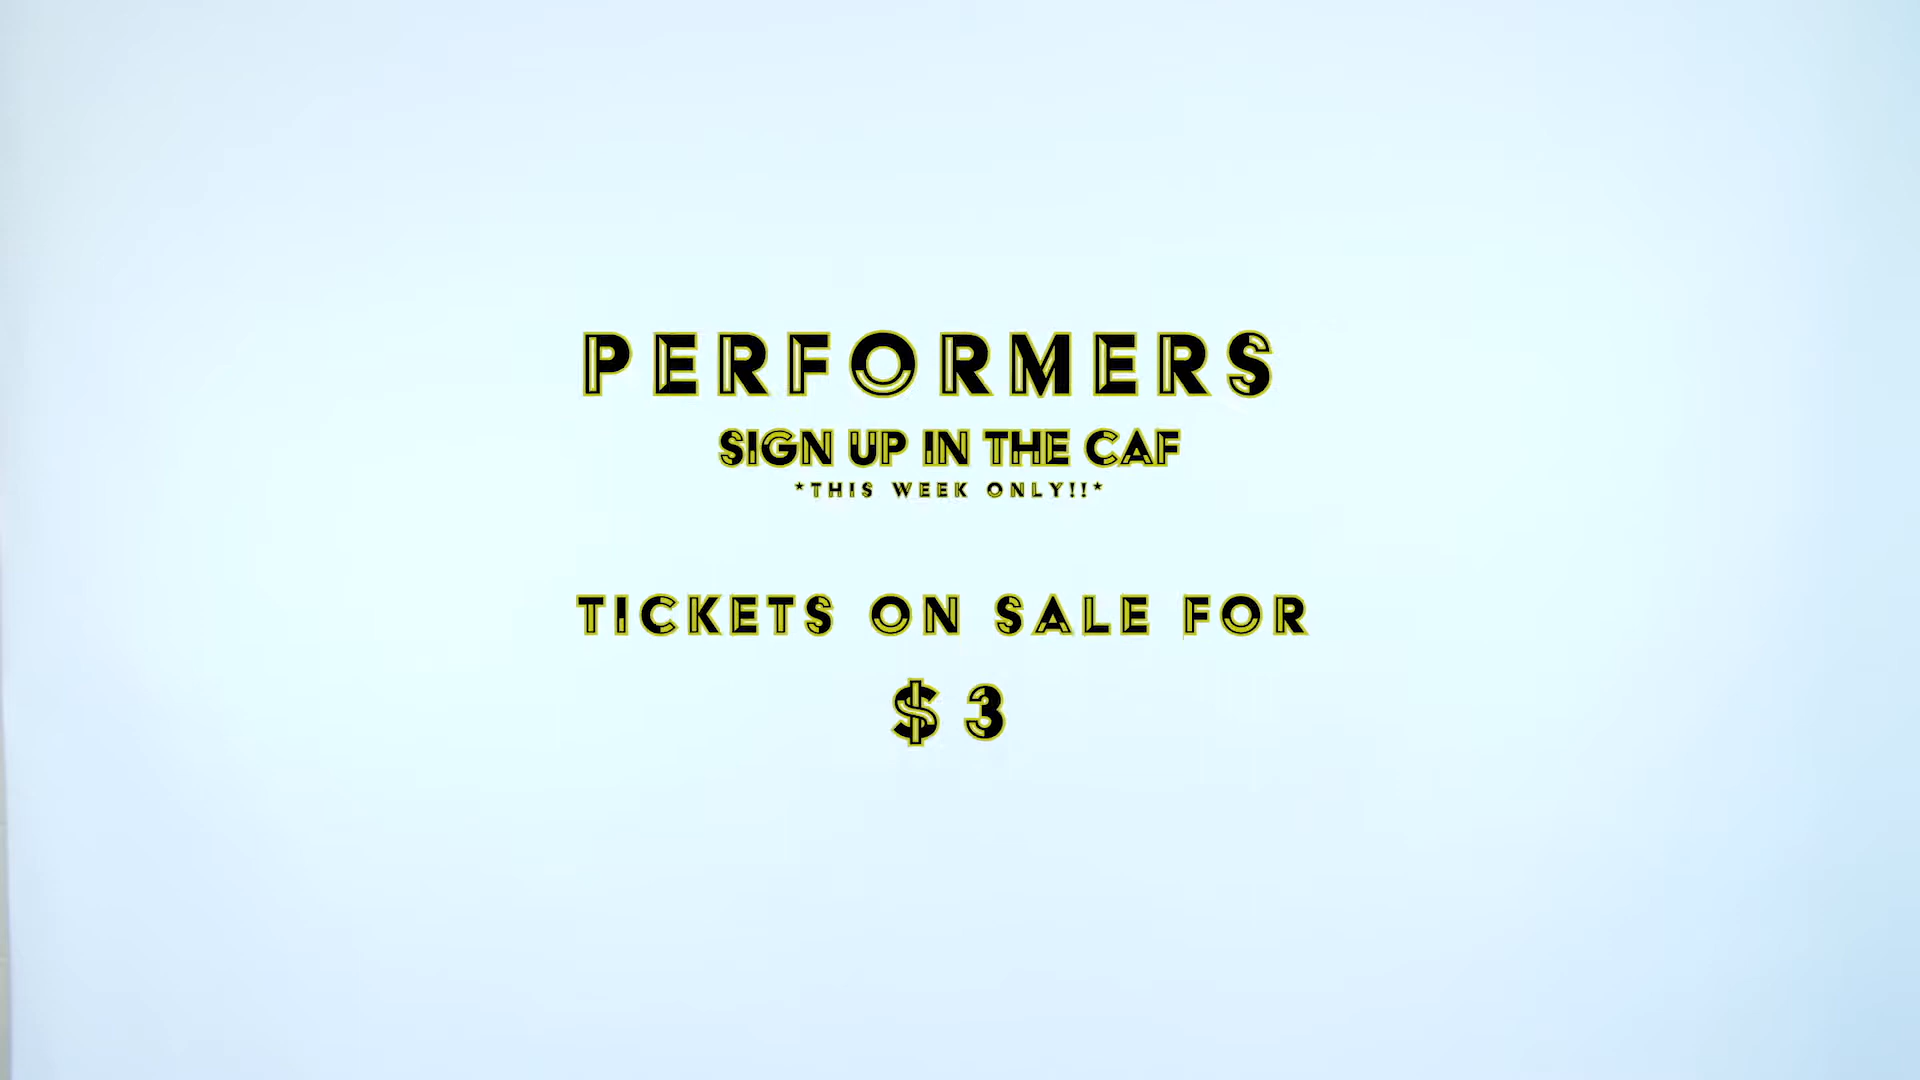 PERFORMERS
SIGN UP IN THE CAF
*THIS WEEK ONLY!!*
TICKETS ON SALE FOR
$ 3